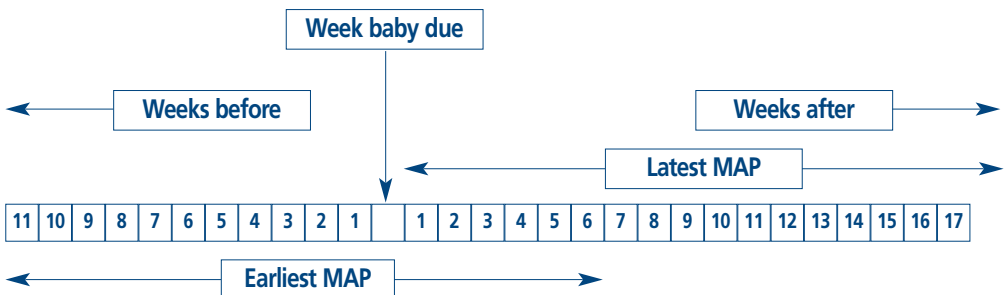 Week baby due
Weeks before
Weeks after
Latest MAP
11 10 9 8 7 6 5 4 3 2 1 1 2 3 4 5 6 7 8 9 10 11 12 13 14 15 16 17
Earliest MAP